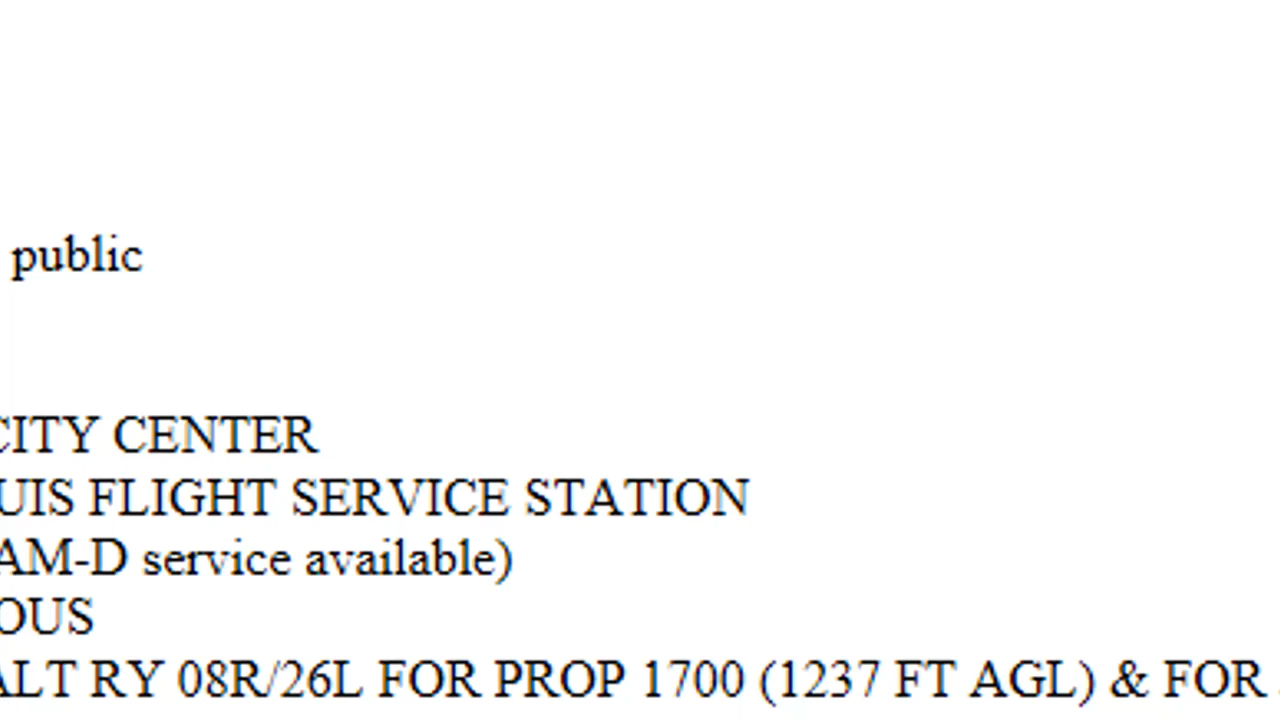 public
CITY CENTER
UIS FLIGHT SERVICE STATION
AM-D service available)
OUS
ALT RY 08R/26L FOR PROP 1700 (1237 FT AGL) & FOR